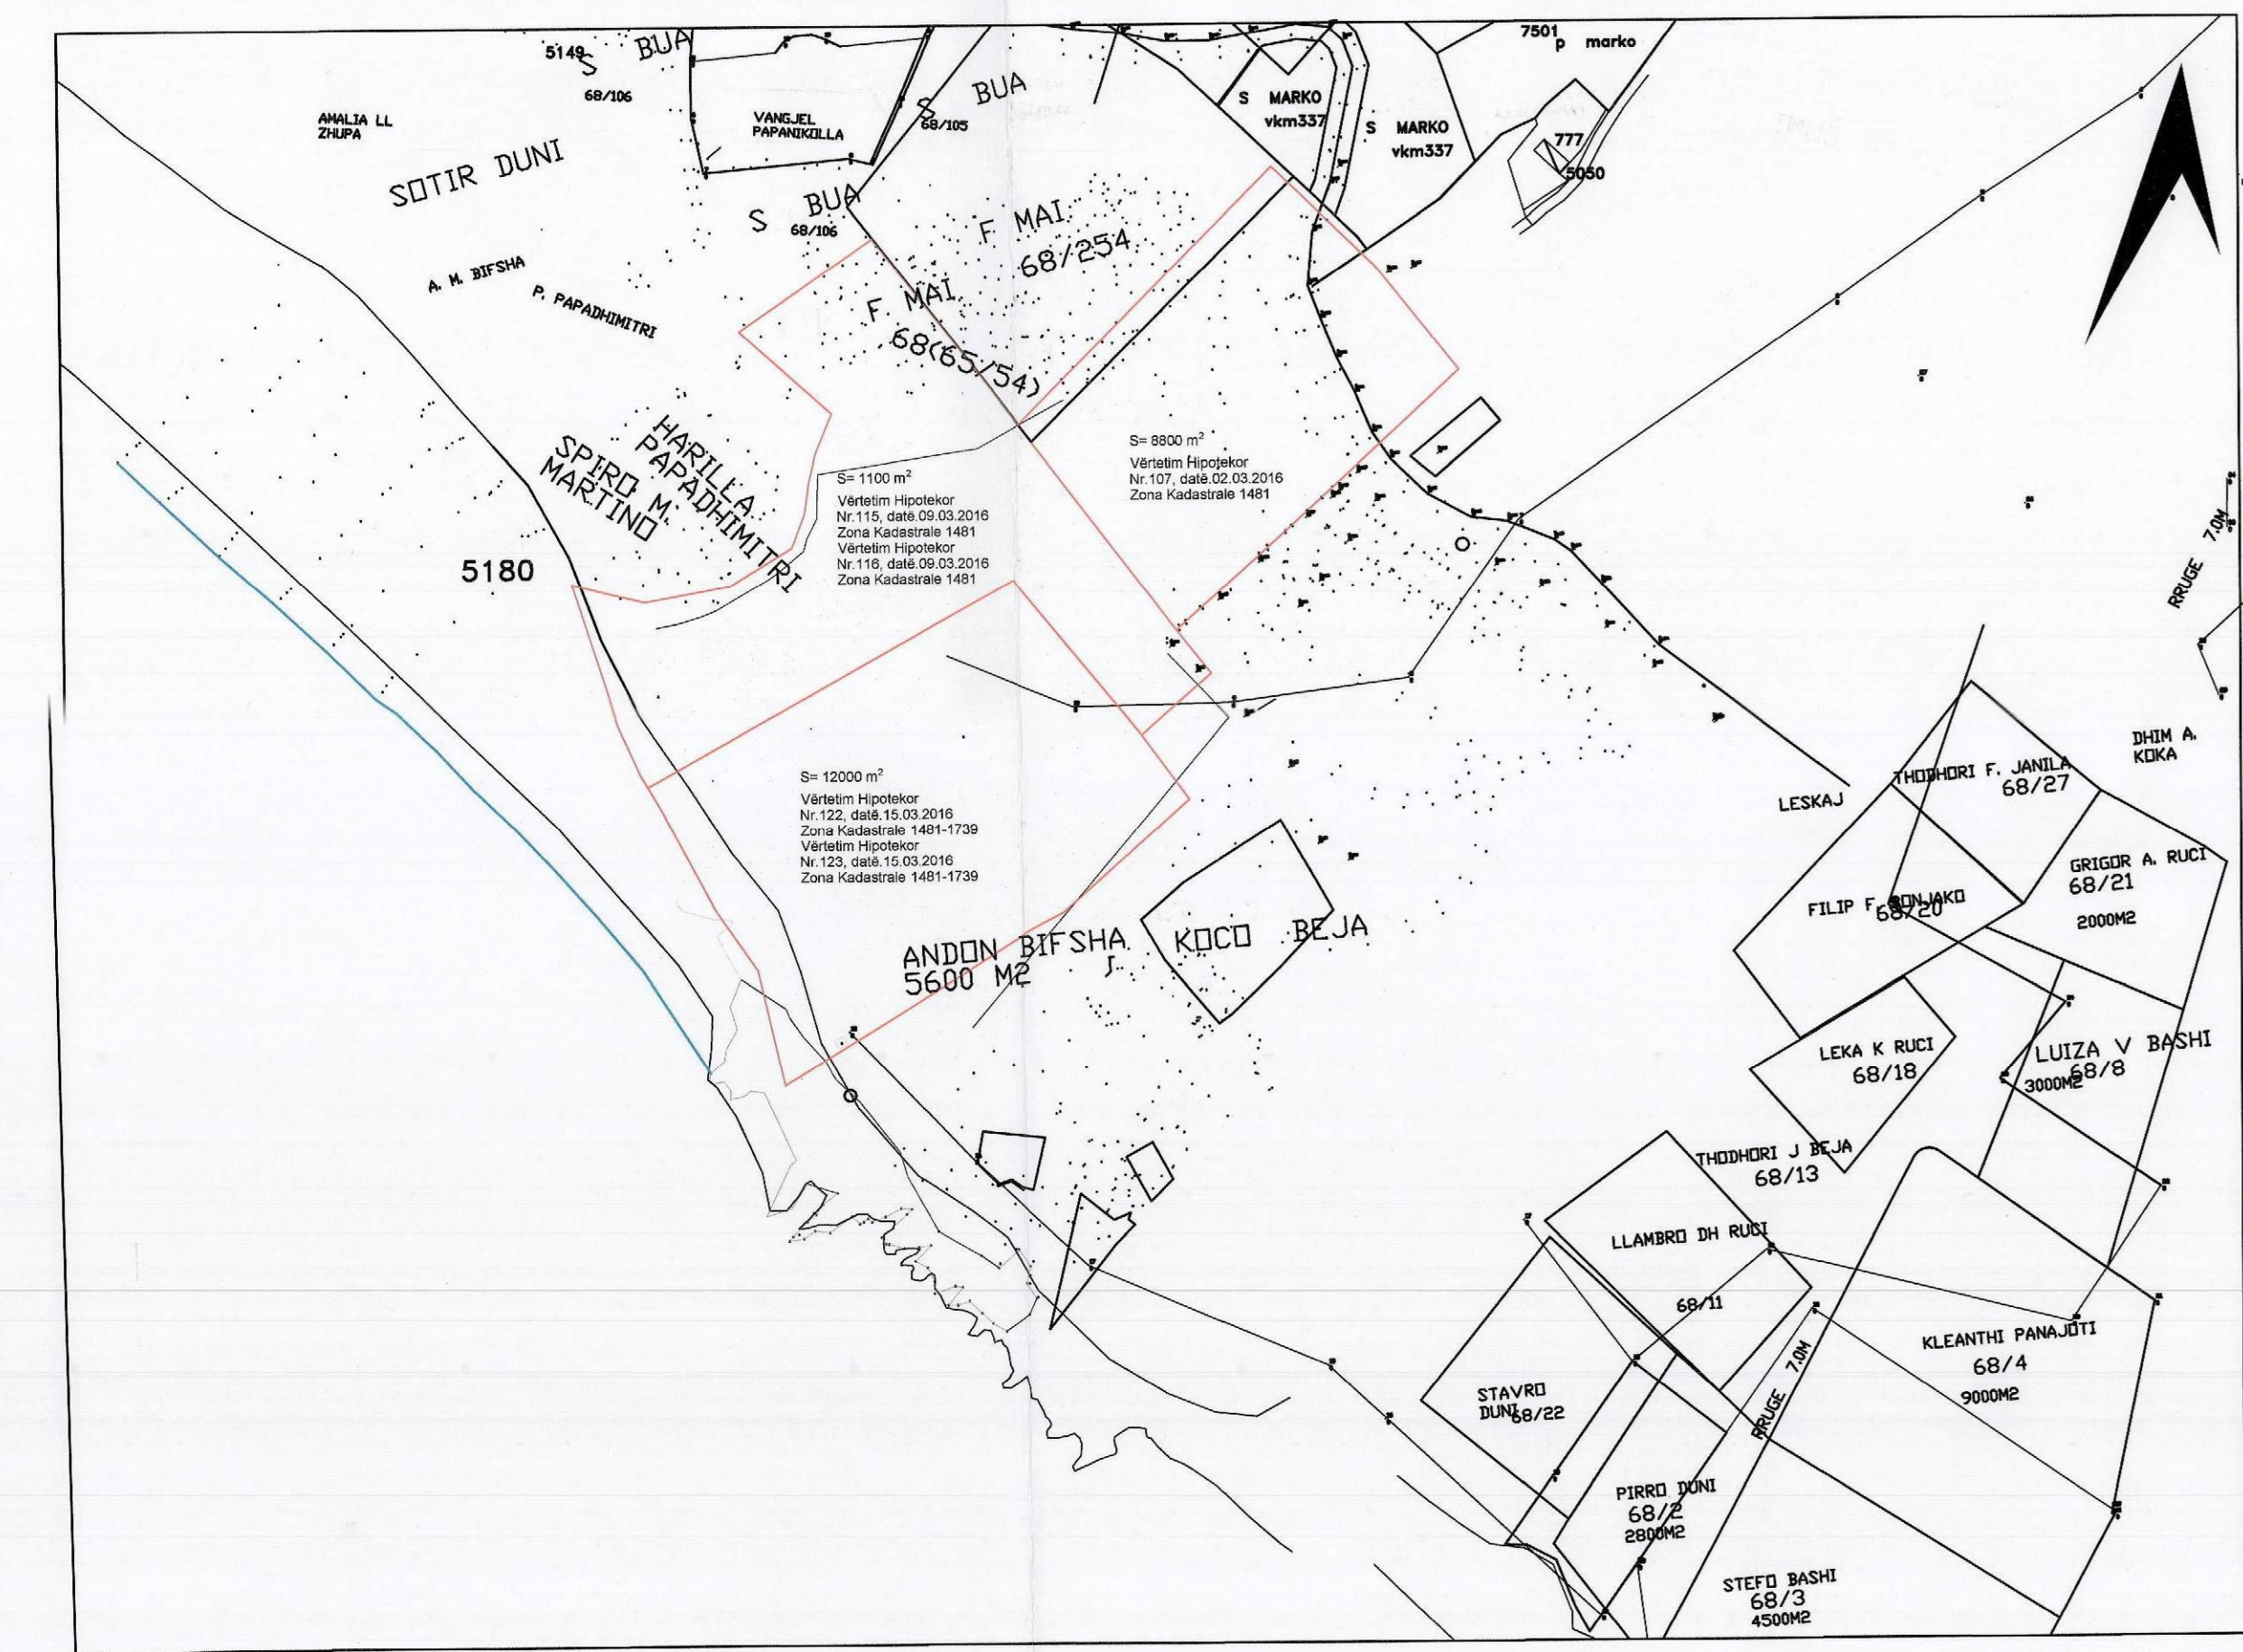 5149
S BUA
68/106
AMALIA LL
ZHUPA
SOTIR DUNI
VANGJEL
PAPANIKOLLA
S BUA
68/105
S MARKO
vkm337
S MARKO
vkm337
7501
p marko
777
5050
S BUA
68/106
F MAI
68/254
A. M. BIFSHA
P. PAPADHIMITRI
F. MAI
68(65/54)
HARILLA
PAPADHIMITRI
SPIRO M.
MARTINO
5180
S= 1100 m²
Vërtetim Hipotekor
Nr.115, datë.09.03.2016
Zona Kadastrale 1481
Vërtetim Hipotekor
Nr.116, datë.09.03.2016
Zona Kadastrale 1481
S= 8800 m²
Vërtetim Hipotekor
Nr.107, datë.02.03.2016
Zona Kadastrale 1481
RRUGE 7.0M
S= 12000 m²
Vërtetim Hipotekor
Nr.122, datë.15.03.2016
Zona Kadastrale 1481-1739
Vërtetim Hipotekor
Nr.123, datë.15.03.2016
Zona Kadastrale 1481-1739
DHIM A.
KOKA
THODHORI F. JANILA
68/27
LESKAJ
GRIGOR A. RUCI
68/21
2000M2
FILIP F. GONJAKO
68/20
ANDON BIFSHA
5600 M2
KOCO BEJA
LEKA K RUCI
68/18
LUIZA V BASHI
68/8
3000M2
THODHORI J BEJA
68/13
LLAMBRO DH RUCI
68/11
KLEANTHI PANAJOTI
68/4
9000M2
RRUGE 7.0M
STAVRO
DUNI
68/22
PIRRO DUNI
68/2
2800M2
STEFO BASHI
68/3
4500M2